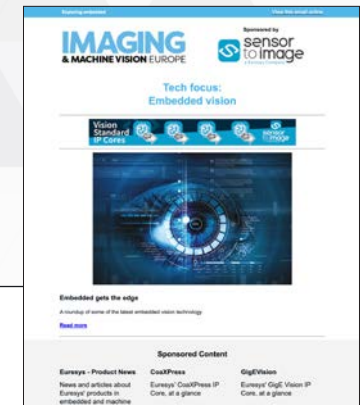 Exploring embedded
View this email online
IMAGING
& MACHINE VISION EUROPE
Sponsored by
sensor
to image
Tech focus:
Embedded vision
Vision
Standard
IP Cores
sensor
to image
Embedded gets the edge
A roundup of some of the latest embedded vision technology
Read more
Sponsored Content
Euresys - Product News
News and articles about
Euresys' products in
embedded and machine
CoaXPress
Euresys' CoaXPress IP
Core, at a glance
GigEVision
Euresys' GigE Vision IP
Core, at a glance